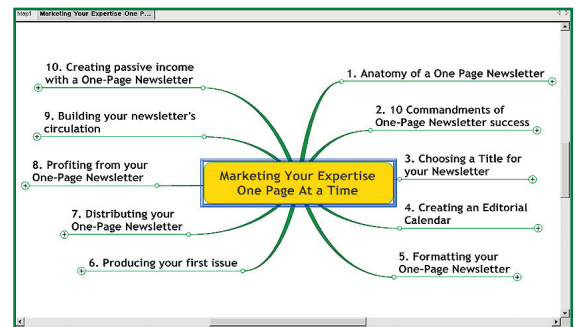 Map1 Marketing Your Expertise One P...
10. Creating passive income
with a One-Page Newsletter
1. Anatomy of a One Page Newsletter
9. Building your newsletter's
circulation
2. 10 Commandments of
One-Page Newsletter success
8. Profiting from your
One-Page Newsletter
Marketing Your Expertise
One Page At a Time
3. Choosing a Title for
your Newsletter
7. Distributing your
One-Page Newsletter
4. Creating an Editorial
Calendar
6. Producing your first issue
5. Formatting your
One-Page Newsletter